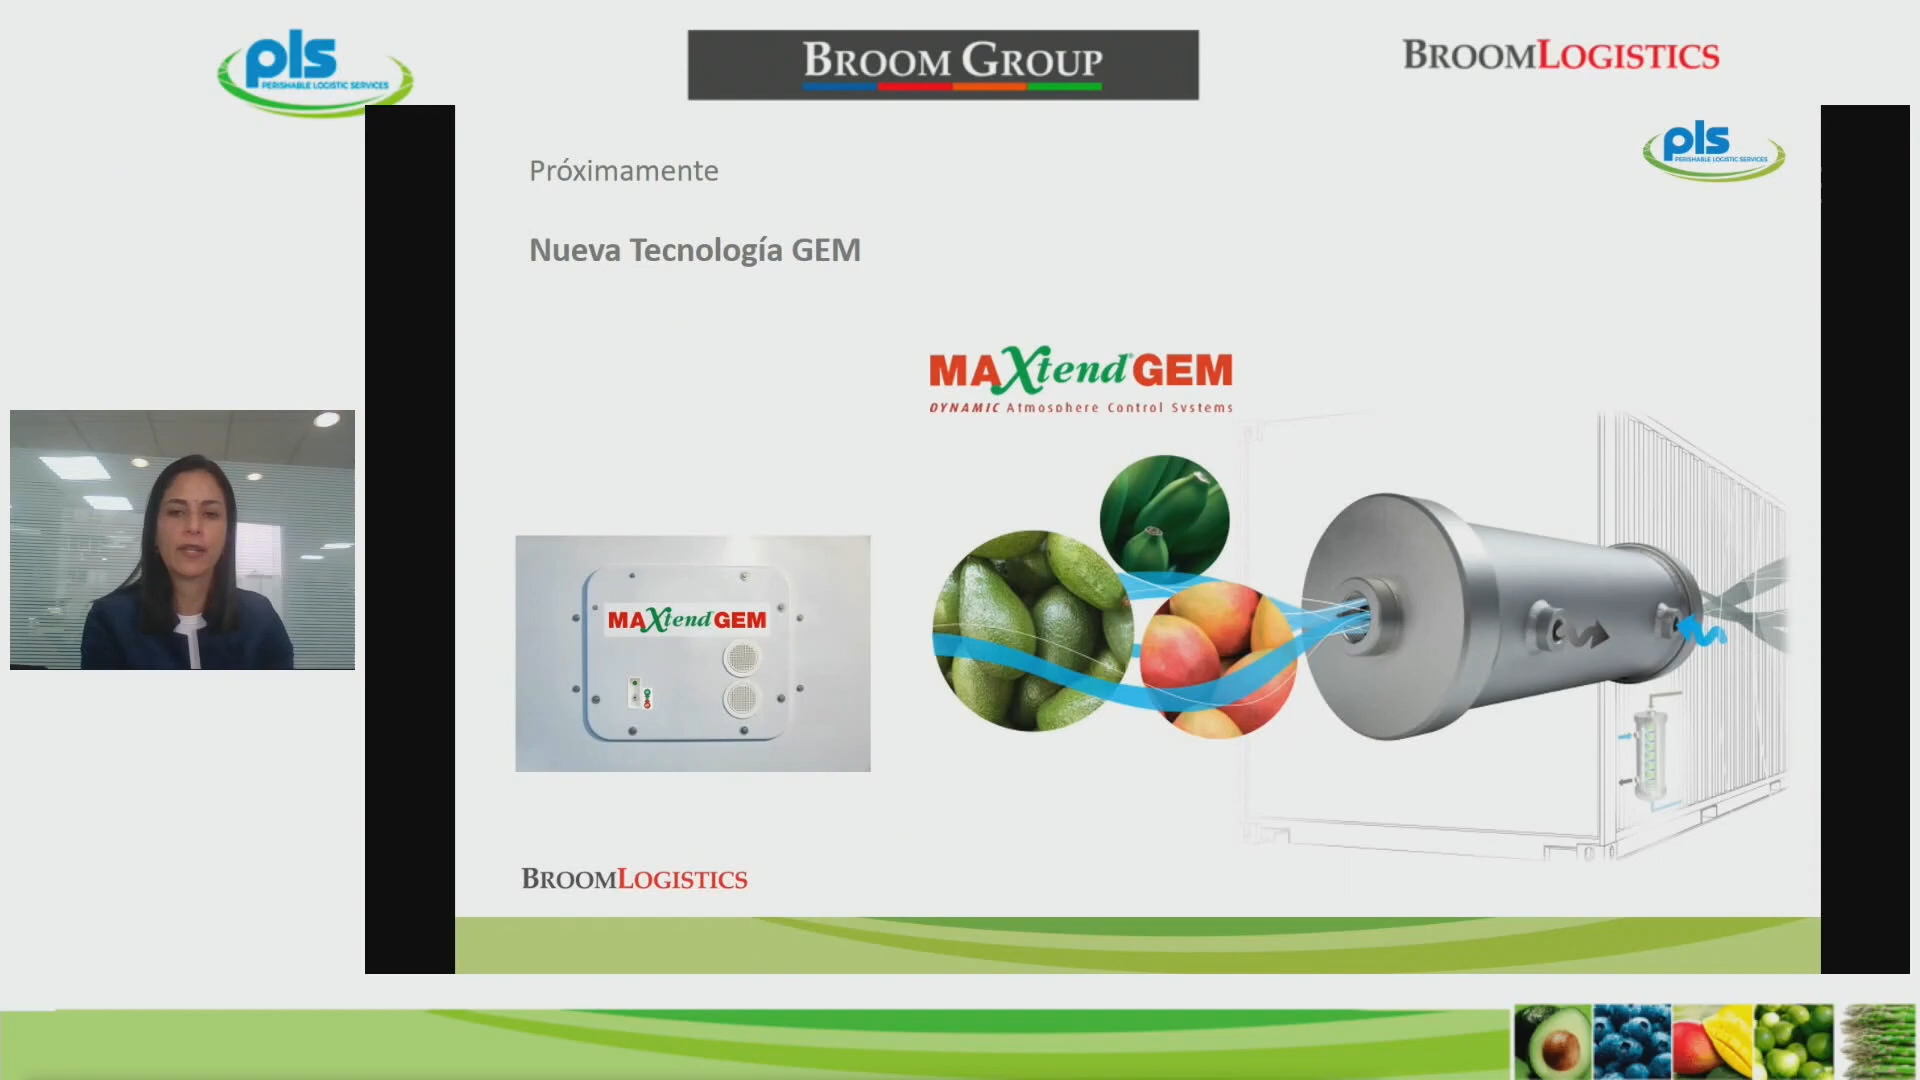 pls
PERISHABLE LOGISTIC SERVICES
BROOM GROUP
BROOMLOGISTICS
pls
PERISHABLE LOGISTIC SERVICES
Próximamente
Nueva Tecnología GEM
MAXtend GEM
DYNAMIC Atmosphere Control Systems
MAXtend GEM
BROOMLOGISTICS